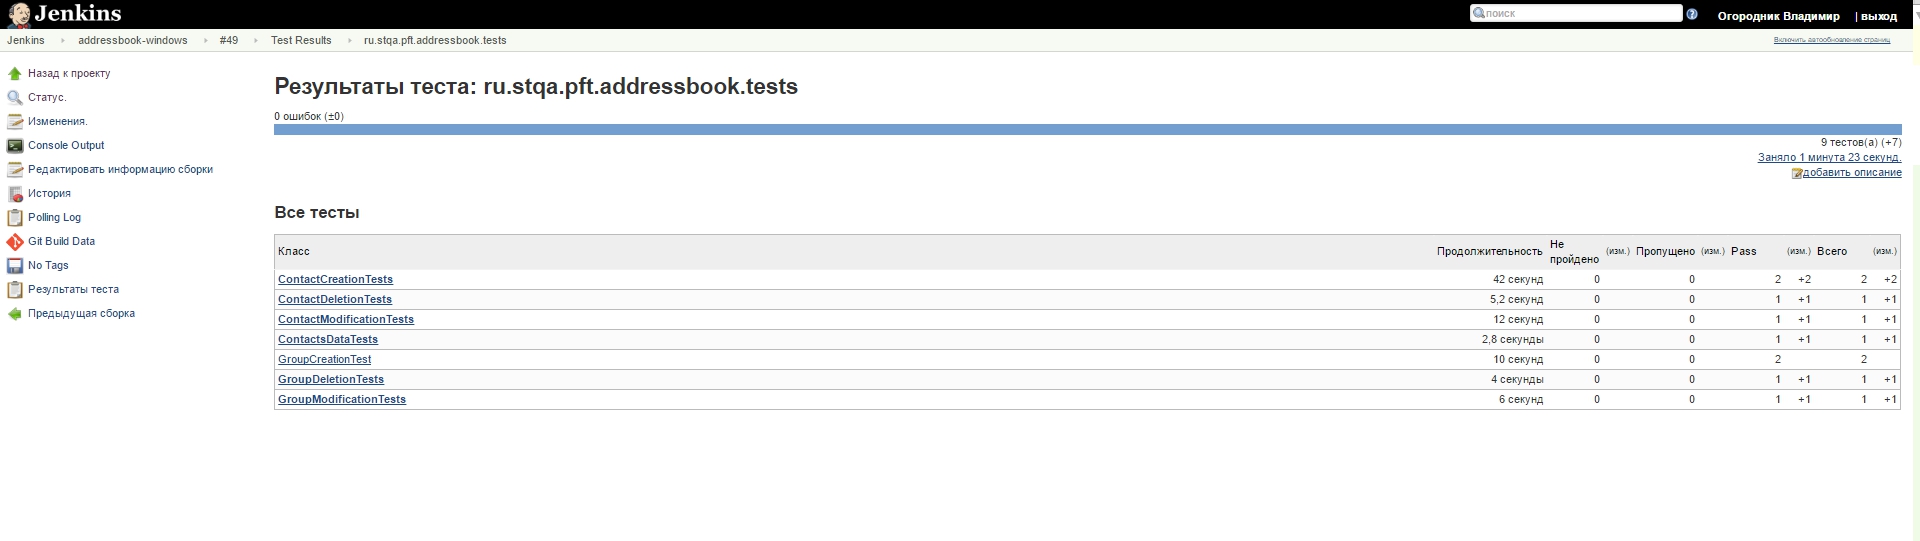 Jenkins
поиск
Огородник Владимир | выход
Jenkins addressbook-windows #49 Test Results ru.stqa.pft.addressbook.tests
Включить автообновление страниц
Назад к проекту
Статус.
Изменения.
Console Output
Редактировать информацию сборки
История
Polling Log
Git Build Data
No Tags
Результаты теста
Предыдущая сборка
Результаты теста: ru.stqa.pft.addressbook.tests
0 ошибок (±0)
9 тестов(а) (+7)
Заняло 1 минута 23 секунд.
добавить описание
Все тесты
Класс Продолжительность Не пройдено (изм.) Пропущено (изм.) Pass (изм.) Всего (изм.)
ContactCreationTests 42 секунд 0 0 2 +2 2 +2
ContactDeletionTests 5,2 секунд 0 0 1 +1 1 +1
ContactModificationTests 12 секунд 0 0 1 +1 1 +1
ContactsDataTests 2,8 секунды 0 0 1 +1 1 +1
GroupCreationTest 10 секунд 0 0 2 2
GroupDeletionTests 4 секунды 0 0 1 +1 1 +1
GroupModificationTests 6 секунд 0 0 1 +1 1 +1